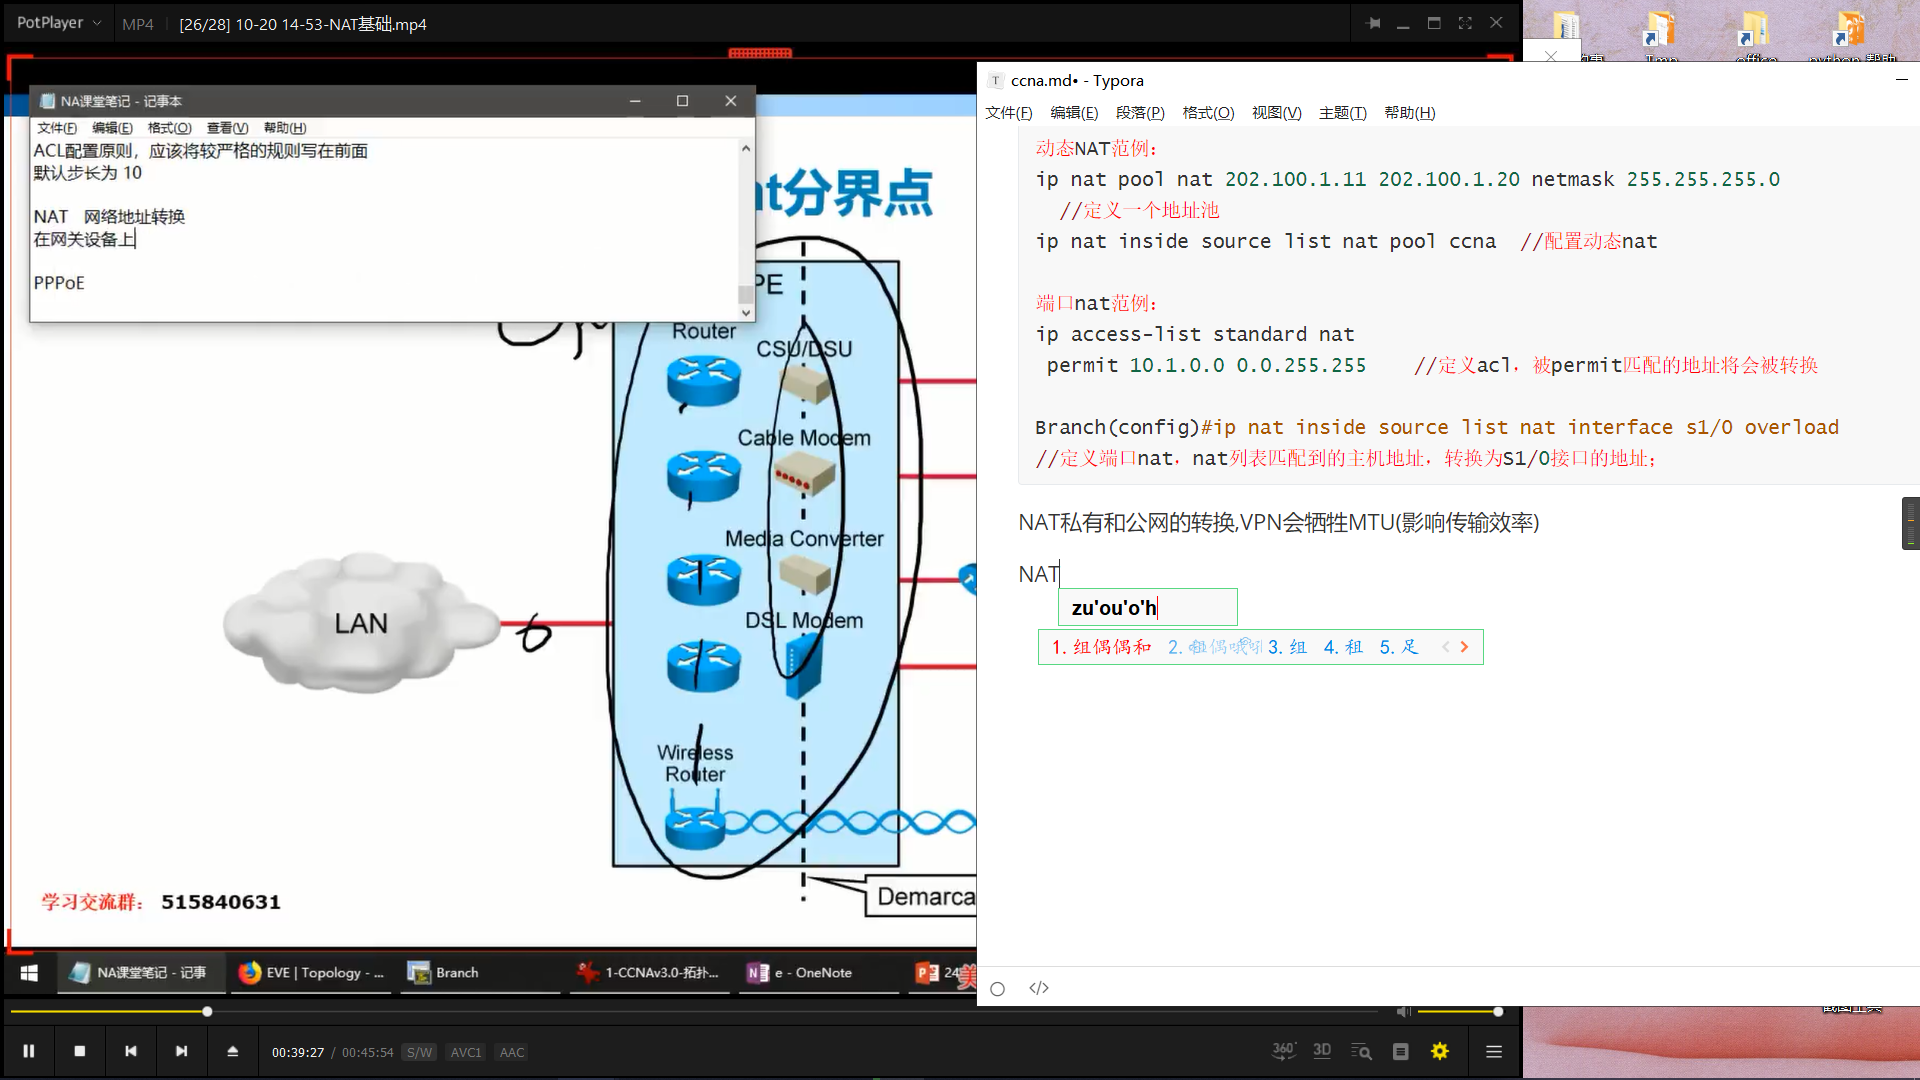 PotPlayer MP4 [26/28] 10-20 14-53-NAT基础.mp4
NA课堂笔记 - 记事本
文件(F) 编辑(E) 格式(O) 查看(V) 帮助(H)
ACL配置原则，应该将较严格的规则写在前面
默认步长为 10
NAT 网络地址转换
在网关设备上
PPPoE
nt分界点
PE
Router
CSU/DSU
Cable Modem
Media Converter
DSL Modem
Wireless
Router
LAN
Demarca
学习交流群： 515840631
NA课堂笔记 - 记事 EVE | Topology - ... Branch 1-CCNAv3.0-拓扑... e - OneNote 24
00:39:27 / 00:45:54 S/W AVC1 AAC
360° 3D
ccna.md• - Typora
文件(F) 编辑(E) 段落(P) 格式(O) 视图(V) 主题(T) 帮助(H)
动态NAT范例：
ip nat pool nat 202.100.1.11 202.100.1.20 netmask 255.255.255.0
//定义一个地址池
ip nat inside source list nat pool ccna //配置动态nat
端口nat范例：
ip access-list standard nat
permit 10.1.0.0 0.0.255.255 //定义acl，被permit匹配的地址将会被转换
Branch(config)#ip nat inside source list nat interface s1/0 overload
//定义端口nat，nat列表匹配到的主机地址，转换为S1/0接口的地址；
NAT私有和公网的转换,VPN会牺牲MTU(影响传输效率)
NAT
zu'ou'o'h
1. 组偶偶和 2. 3. 组 4. 租 5. 足
</>